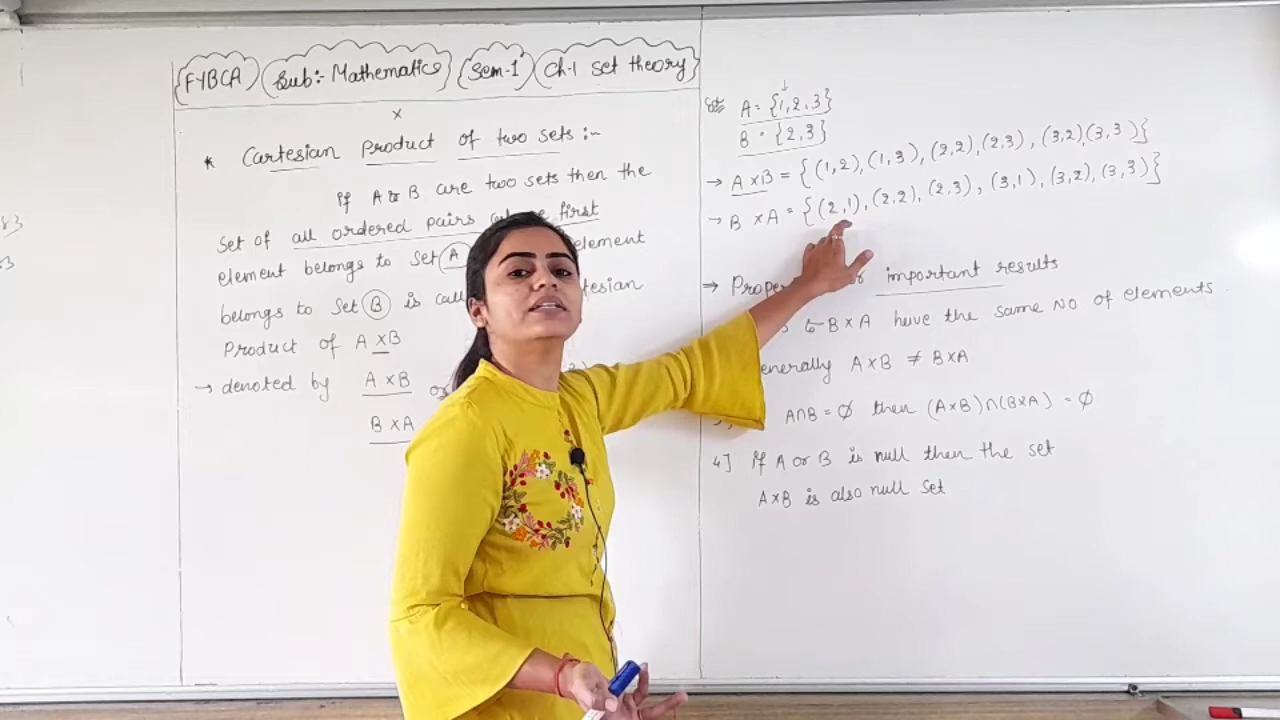 FYBCA Sub:- Mathematics Sem-1 Ch-1 Set theory
x
* Cartesian Product of two sets :-
if A & B are two sets then the
set of all ordered pairs first
element belongs to set A element
belongs to set B is
Product of A x B
→ denoted by A x B
B x A
A = {1,2,3}
B = {2,3}
→ A x B = {(1,2),(1,3),(2,2),(2,3),(3,2)(3,3)}
→ B x A = {(2,1),(2,2),(2,3),(3,1),(3,2),(3,3)}
⇒ important results
B x A have the same NO of elements.
A x B ≠ B x A
A∩B = ∅ then (A x B)∩(B x A) = ∅
4] if A or B is null then the set
A x B is also null set